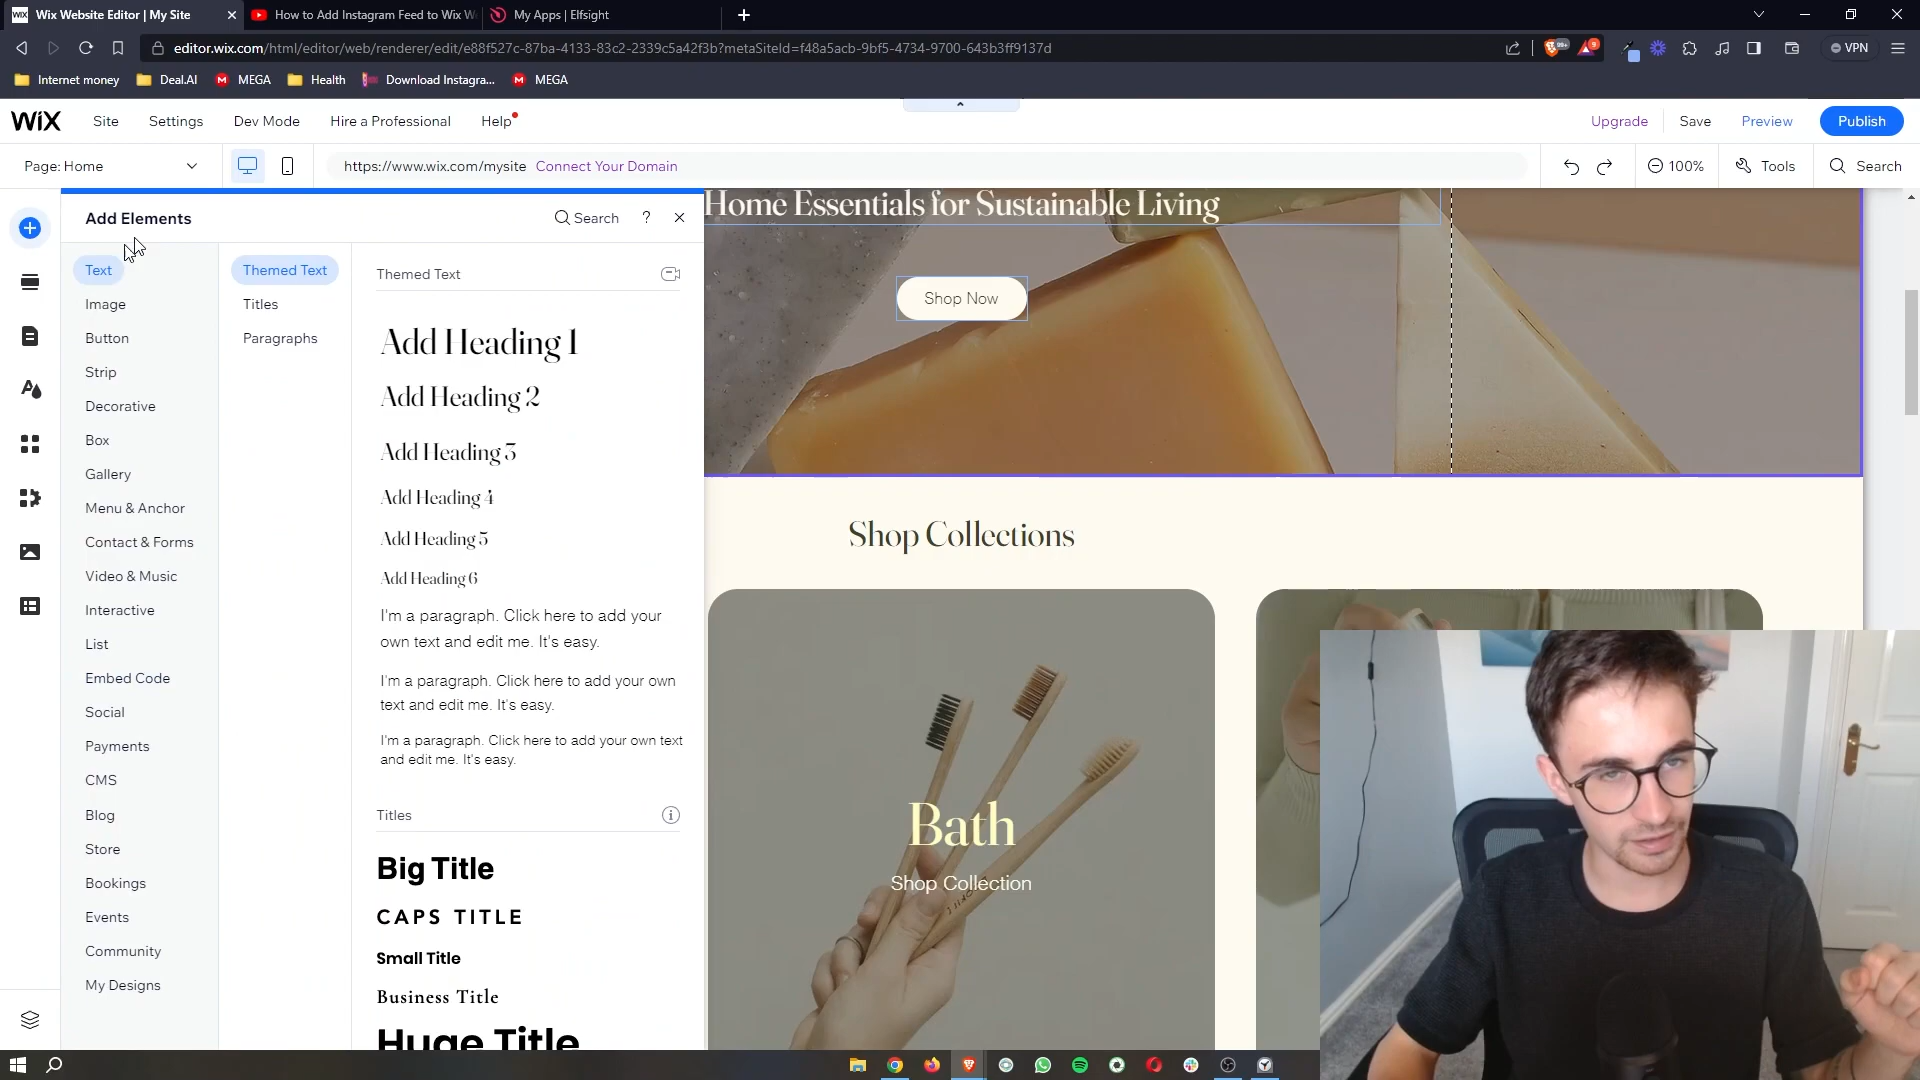 Wix Website Editor | My Site
How to Add Instagram Feed to Wix W
My Apps | Elfsight
editor.wix.com/html/editor/web/renderer/edit/e88f527c-87ba-4133-83c2-2339c5a42f3b?metaSiteId=f48a5acb-9bf5-4734-9700-643b3ff9137d
VPN
Internet money
Deal.AI
MEGA
Health
Download Instagra...
MEGA
WiX
Site
Settings
Dev Mode
Hire a Professional
Help
Upgrade
Save
Preview
Publish
Page: Home
https://www.wix.com/mysite Connect Your Domain
100%
Tools
Search
Add Elements
Search
?
Text
Image
Button
Strip
Decorative
Box
Gallery
Menu & Anchor
Contact & Forms
Video & Music
Interactive
List
Embed Code
Social
Payments
CMS
Blog
Store
Bookings
Events
Community
My Designs
Themed Text
Titles
Paragraphs
Themed Text
Add Heading 1
Add Heading 2
Add Heading 3
Add Heading 4
Add Heading 5
Add Heading 6
I'm a paragraph. Click here to add your
own text and edit me. It's easy.
I'm a paragraph. Click here to add your own
text and edit me. It's easy.
I'm a paragraph. Click here to add your own text
and edit me. It's easy.
Titles
Big Title
CAPS TITLE
Small Title
Business Title
Huge Title
Home Essentials for Sustainable Living
Shop Now
Shop Collections
Bath
Shop Collection